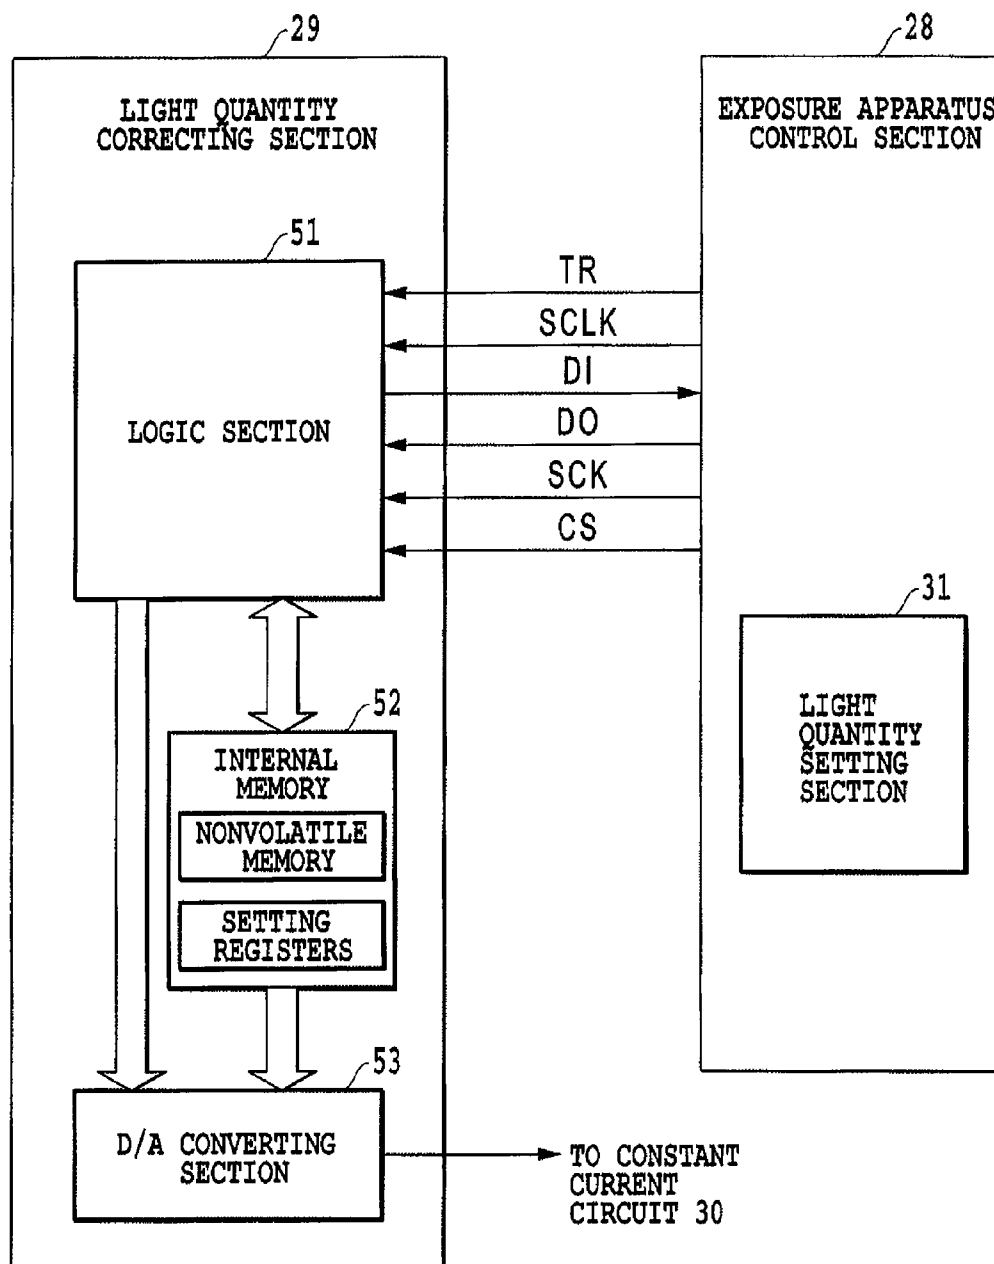 29
28
LIGHT QUANTITY
CORRECTING SECTION
EXPOSURE APPARATUS
CONTROL SECTION
51
LOGIC SECTION
TR
SCLK
DI
DO
SCK
CS
31
LIGHT
QUANTITY
SETTING
SECTION
52
INTERNAL
MEMORY
NONVOLATILE
MEMORY
SETTING
REGISTERS
53
D/A CONVERTING
SECTION
TO CONSTANT
CURRENT
CIRCUIT 30